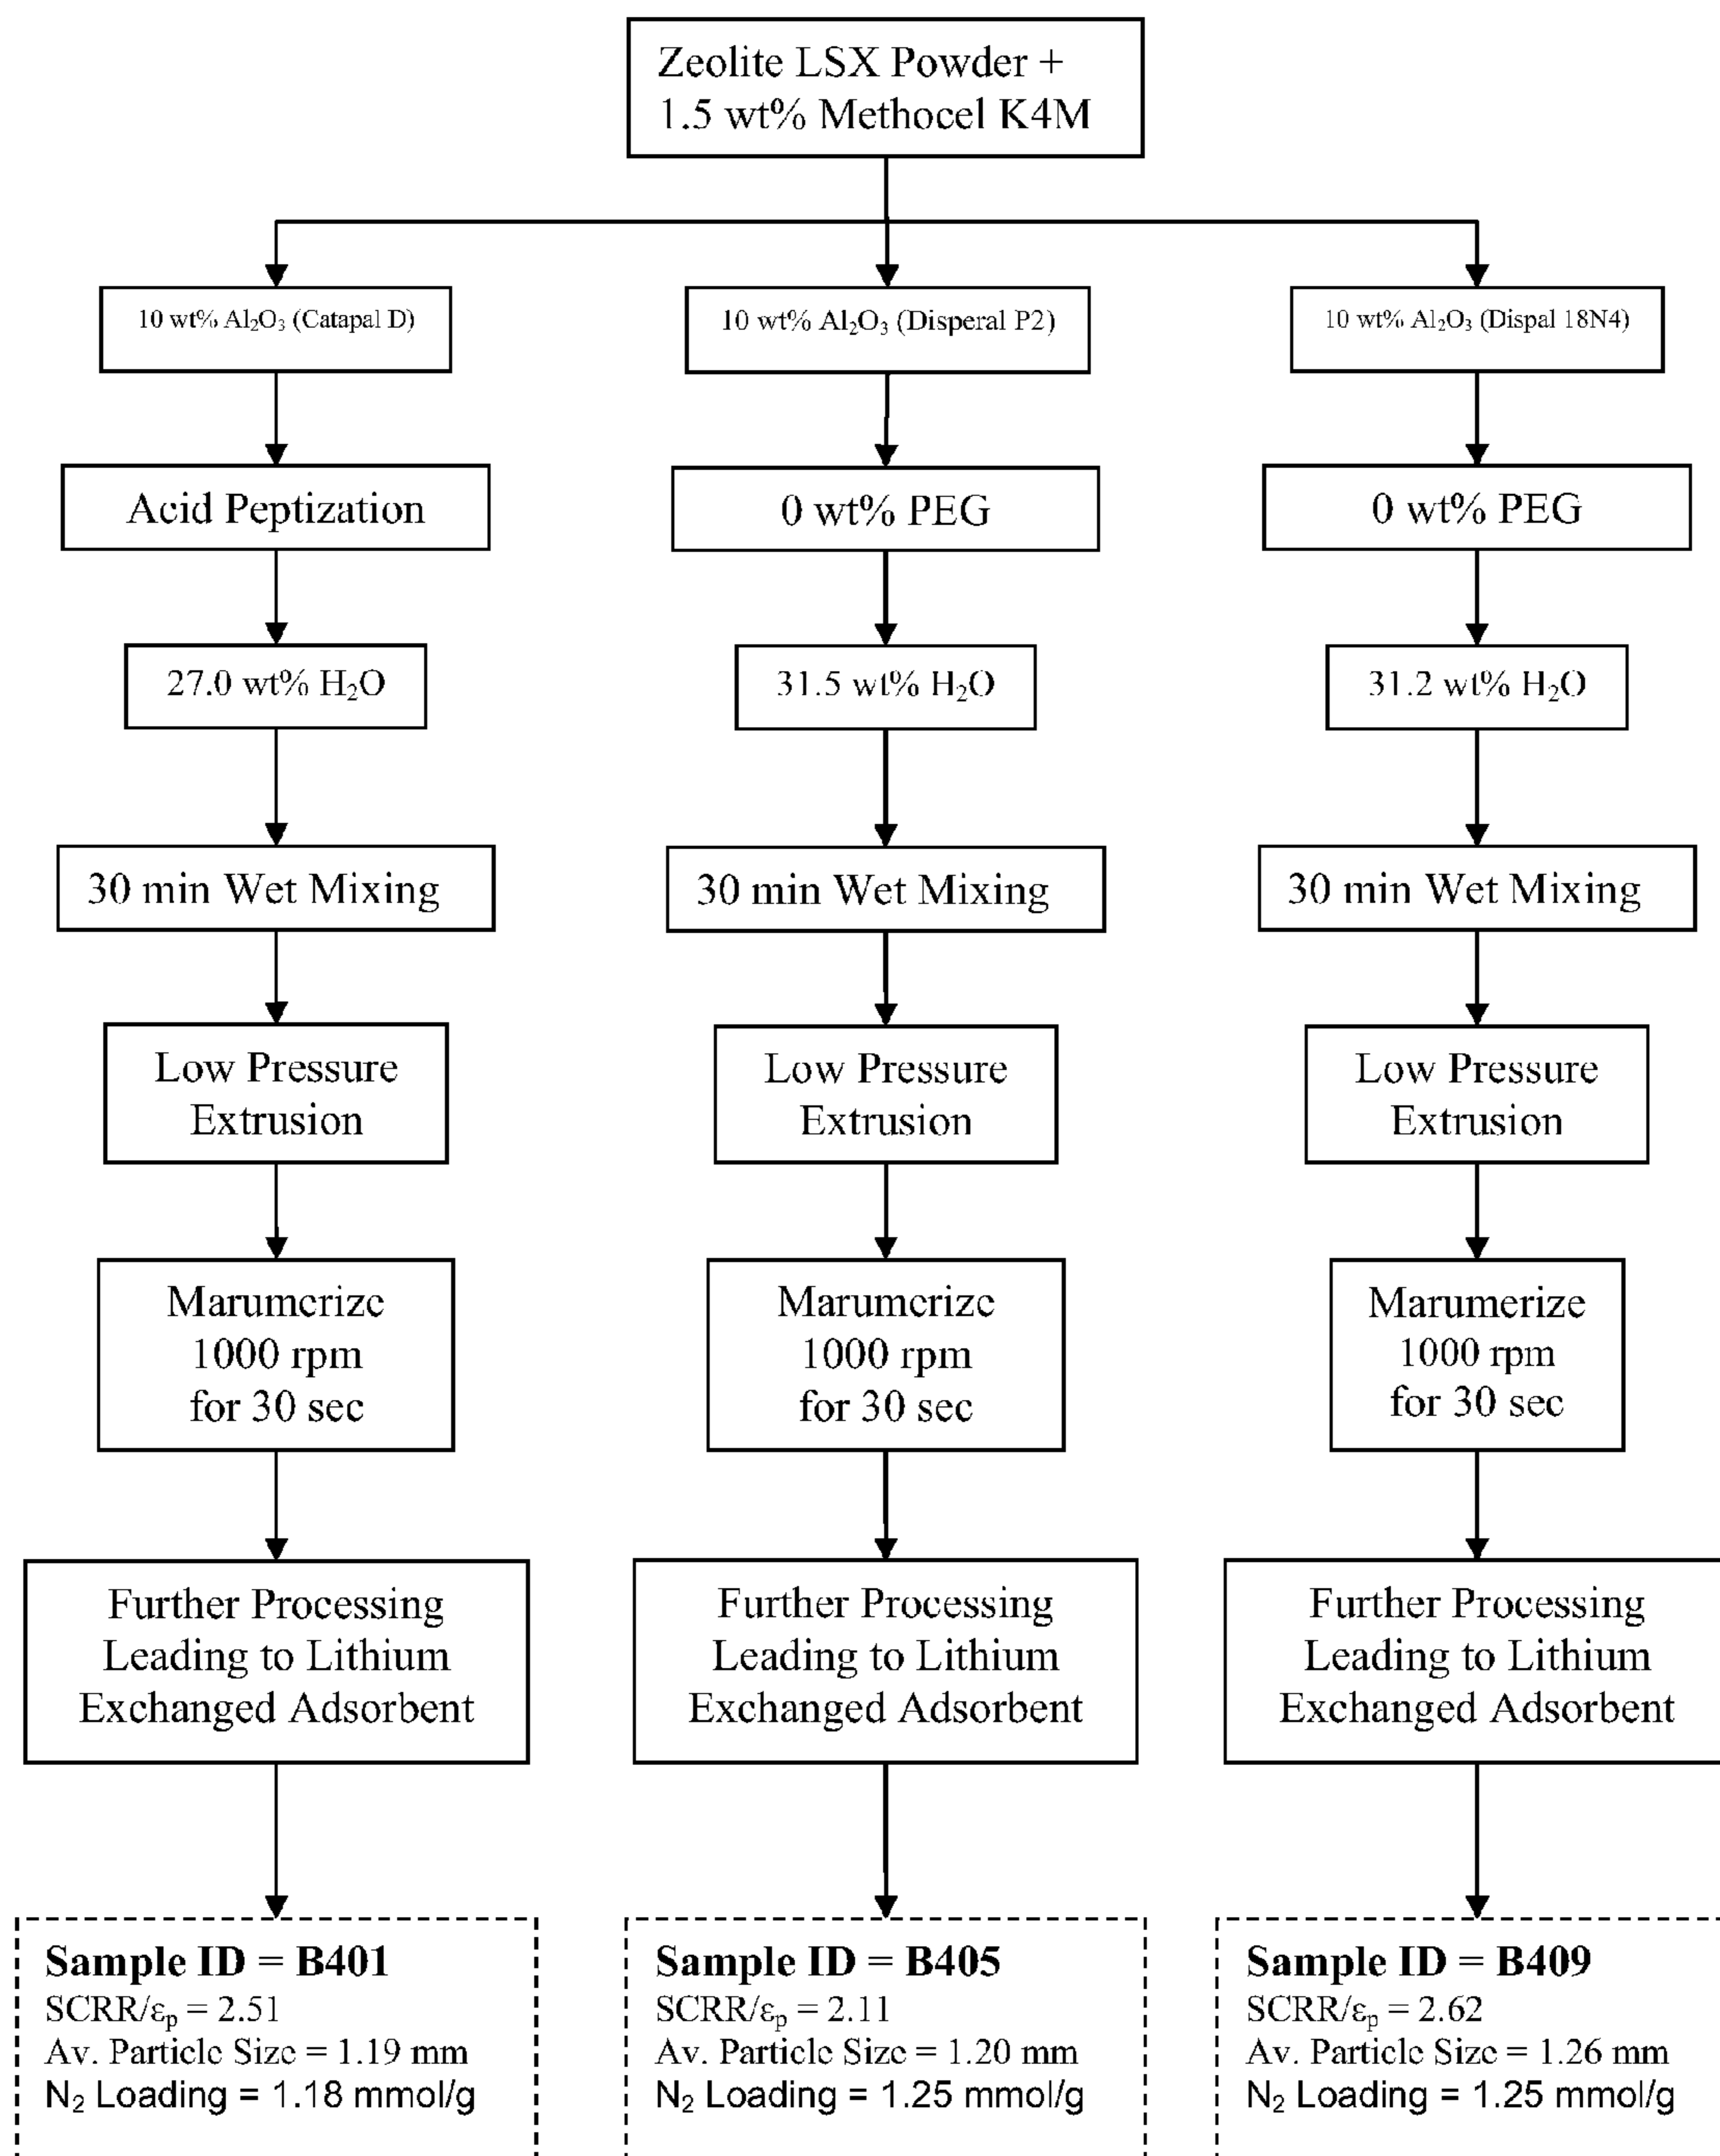 Zeolite LSX Powder +
1.5 wt% Methocel K4M
10 wt% Al₂O₃ (Catapal D)
10 wt% Al₂O₃ (Disperal P2)
10 wt% Al₂O₃ (Dispal 18N4)
Acid Peptization
0 wt% PEG
0 wt% PEG
27.0 wt% H₂O
31.5 wt% H₂O
31.2 wt% H₂O
30 min Wet Mixing
30 min Wet Mixing
30 min Wet Mixing
Low Pressure
Extrusion
Low Pressure
Extrusion
Low Pressure
Extrusion
Marumerize
1000 rpm
for 30 sec
Marumerize
1000 rpm
for 30 sec
Marumerize
1000 rpm
for 30 sec
Further Processing
Leading to Lithium
Exchanged Adsorbent
Further Processing
Leading to Lithium
Exchanged Adsorbent
Further Processing
Leading to Lithium
Exchanged Adsorbent
Sample ID = B401
SCRR/εₚ = 2.51
Av. Particle Size = 1.19 mm
N₂ Loading = 1.18 mmol/g
Sample ID = B405
SCRR/εₚ = 2.11
Av. Particle Size = 1.20 mm
N₂ Loading = 1.25 mmol/g
Sample ID = B409
SCRR/εₚ = 2.62
Av. Particle Size = 1.26 mm
N₂ Loading = 1.25 mmol/g